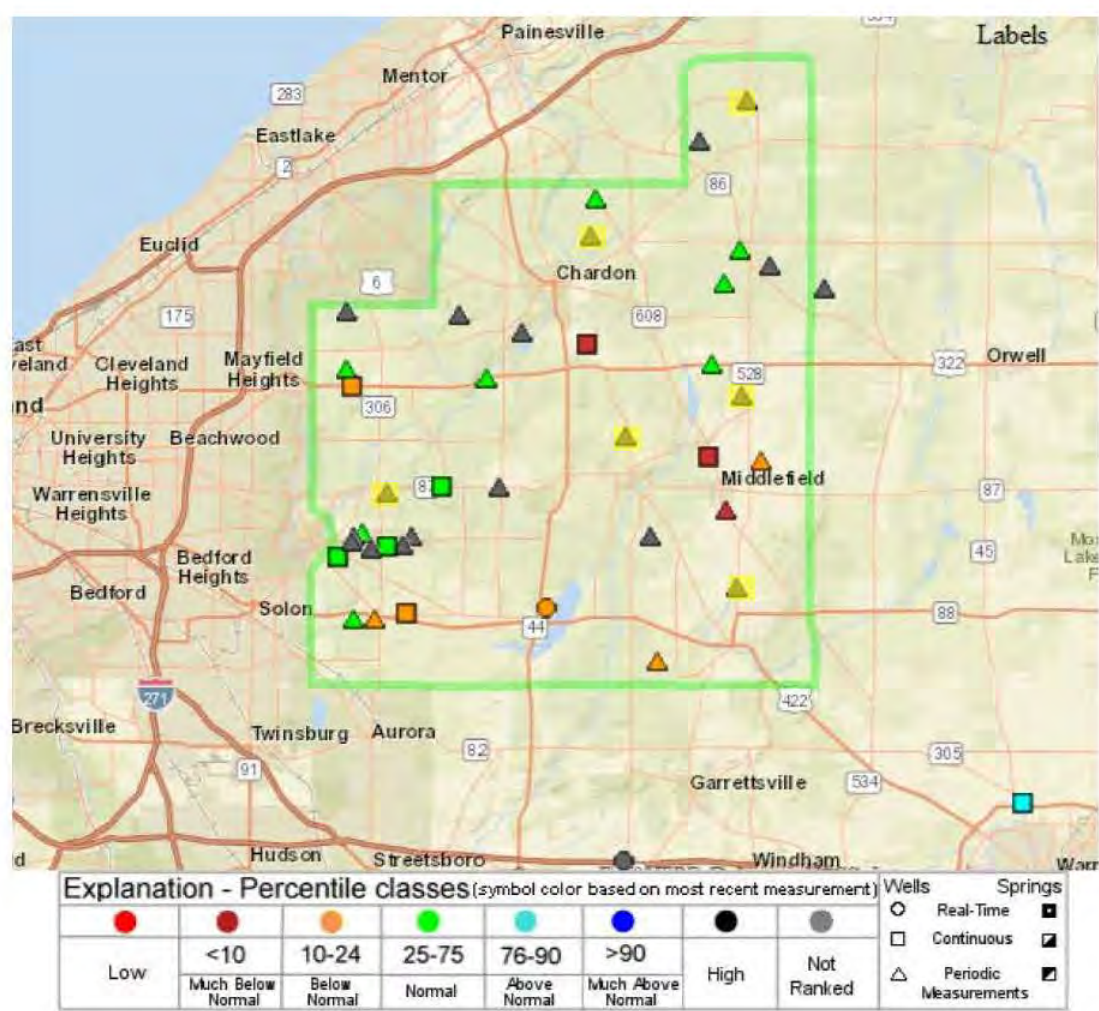 Painesville
Labels
Mentor
283
Eastlake
2
86
Euclid
Chardon
6
175
608
Mayfield
Heights
Cleveland
Heights
322
Orwell
528
306
University
Heights
Beachwood
Middlefield
87
Warrensville
Heights
87
45
Bedford
Heights
Bedford
Solon
88
44
271
422
Brecksville
Twinsburg
Aurora
82
305
91
Garrettsville
534
Hudson
Streetsboro
Windham
Explanation - Percentile classes (symbol color based on most recent measurement)
Wells
Springs
Real-Time
Continuous
Periodic
Measurements
Low
<10
Much Below
Normal
10-24
Below
Normal
25-75
Normal
76-90
Above
Normal
>90
Much Above
Normal
High
Not
Ranked